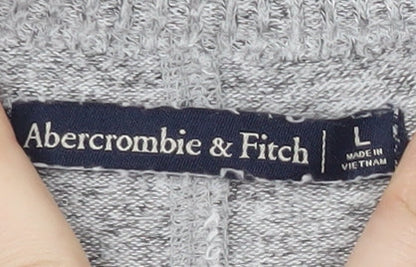 Abercrombie & Fitch
L
MADE IN
VIETNAM